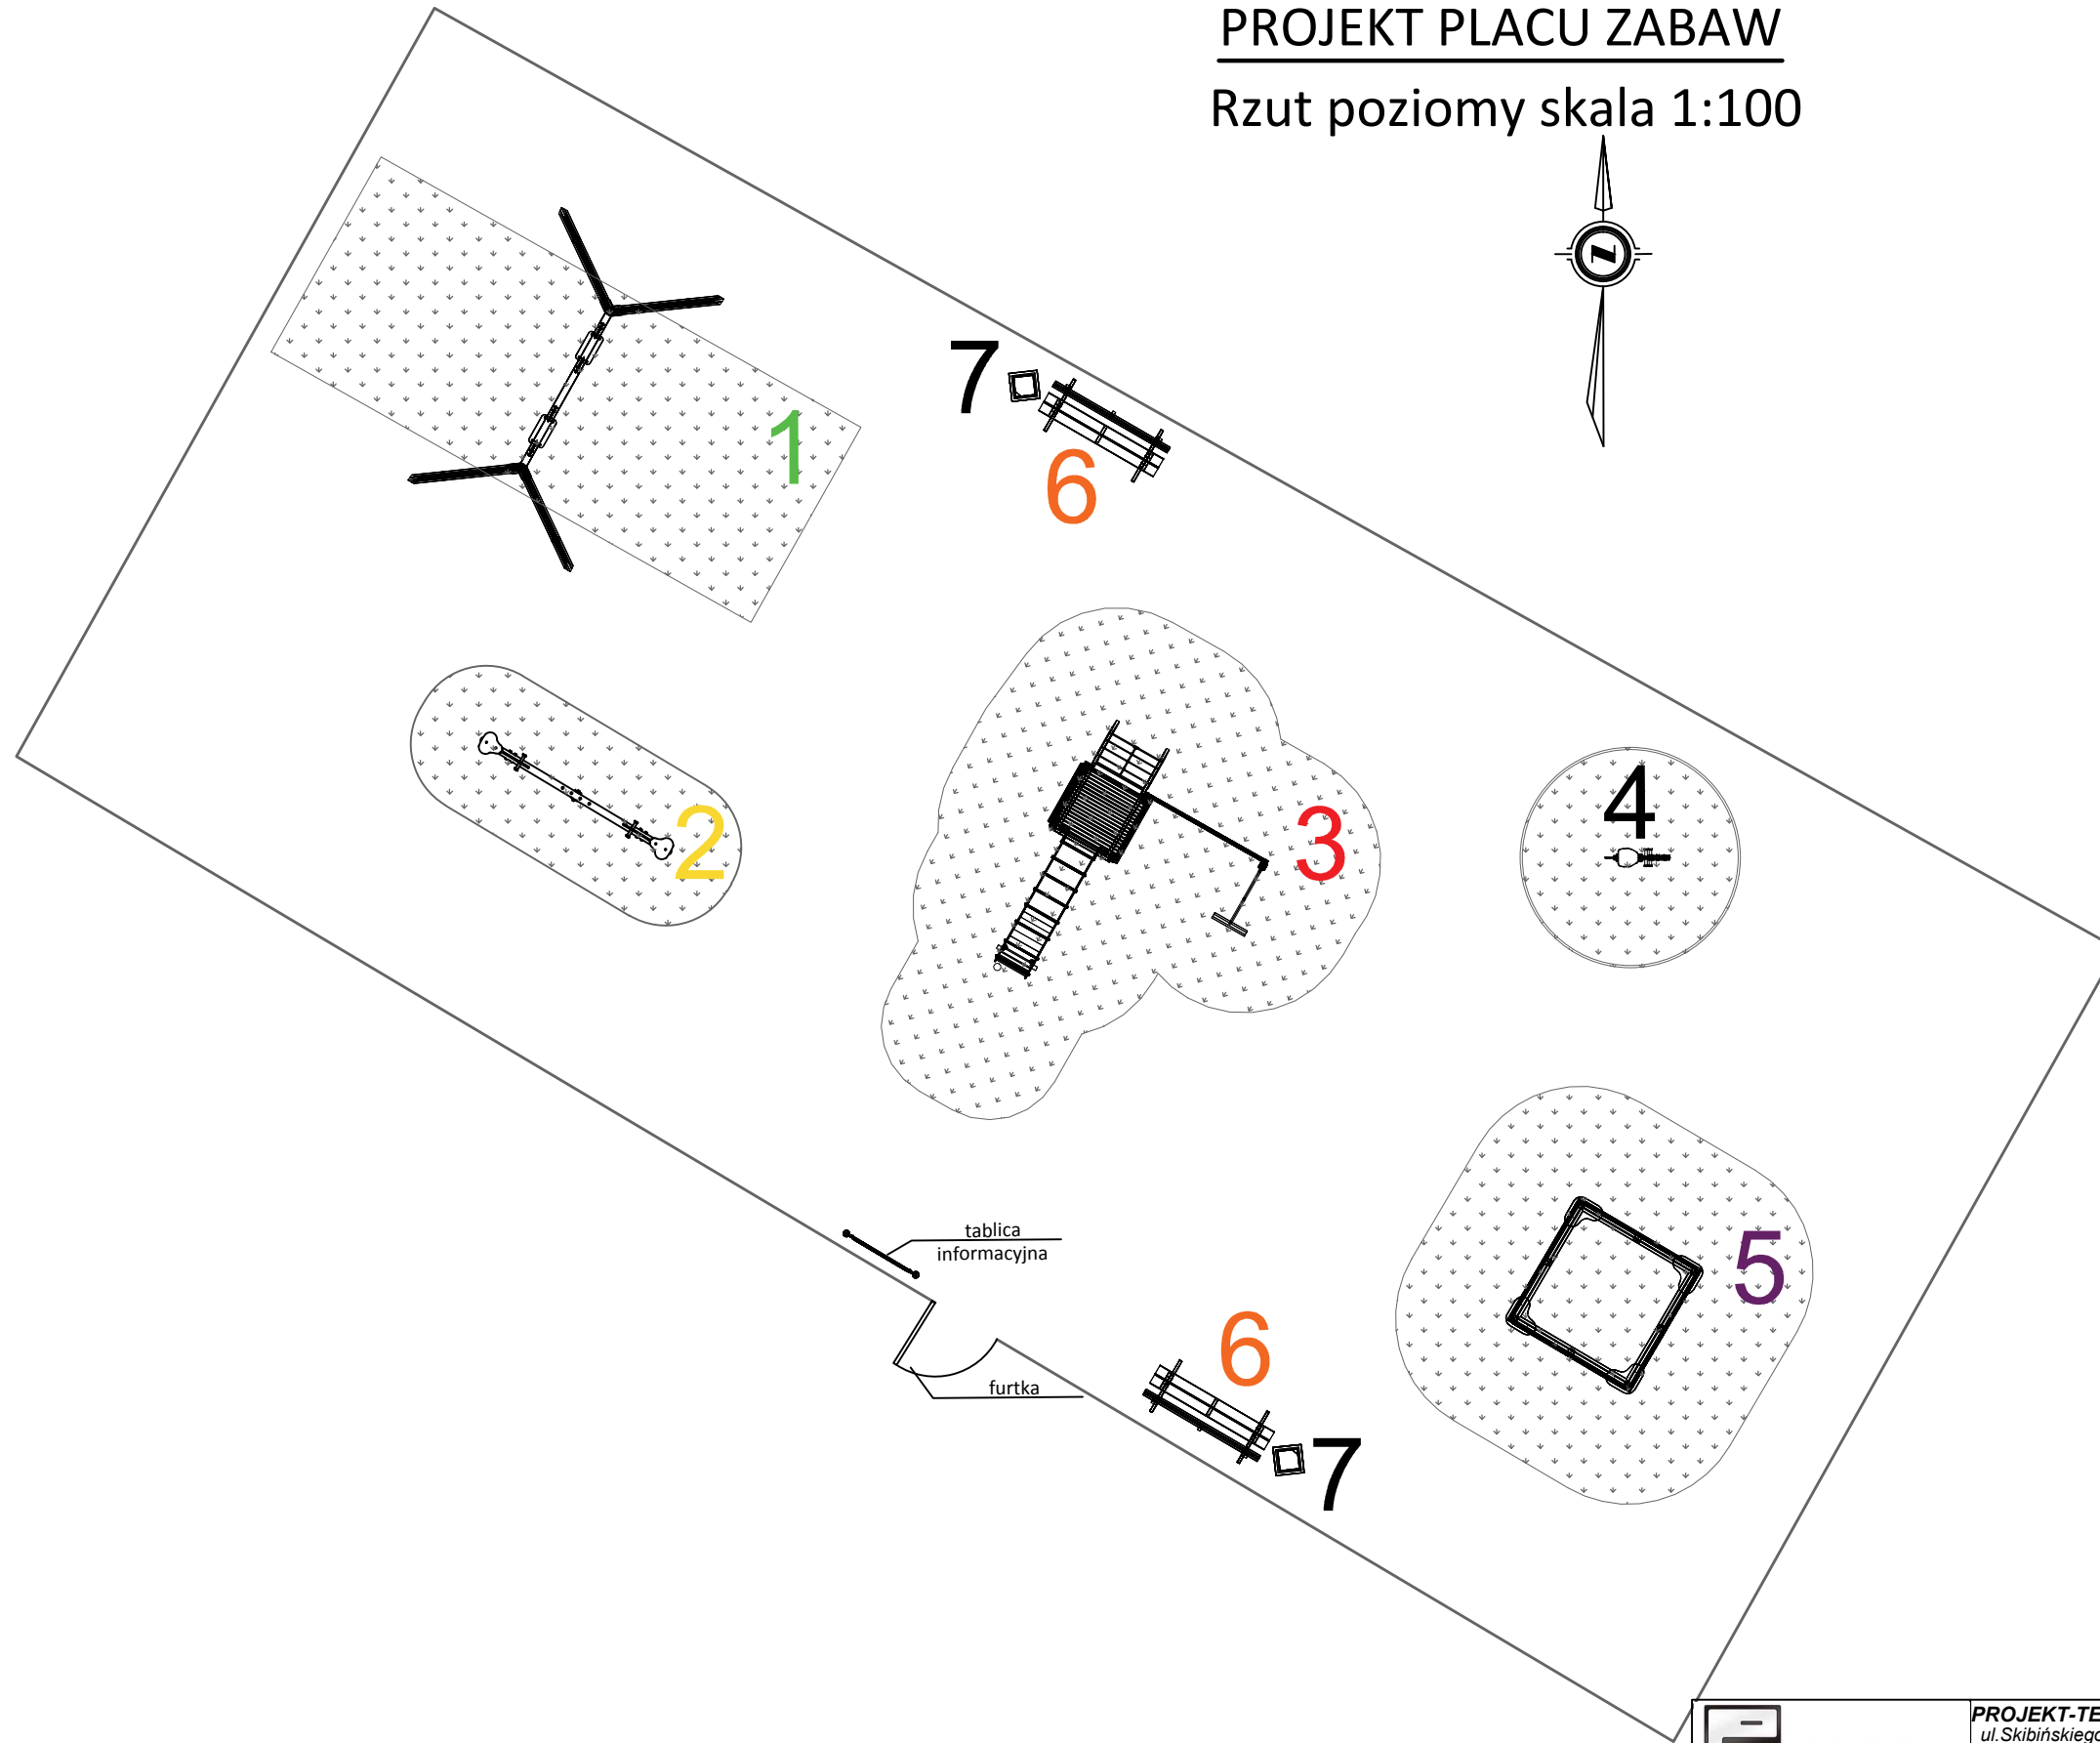 PROJEKT PLACU ZABAW
Rzut poziomy skala 1:100
N
7
6
1
2
3
4
5
tablica
informacyjna
furtka
6
7
PROJEKT-TE
ul.Skibińskiego